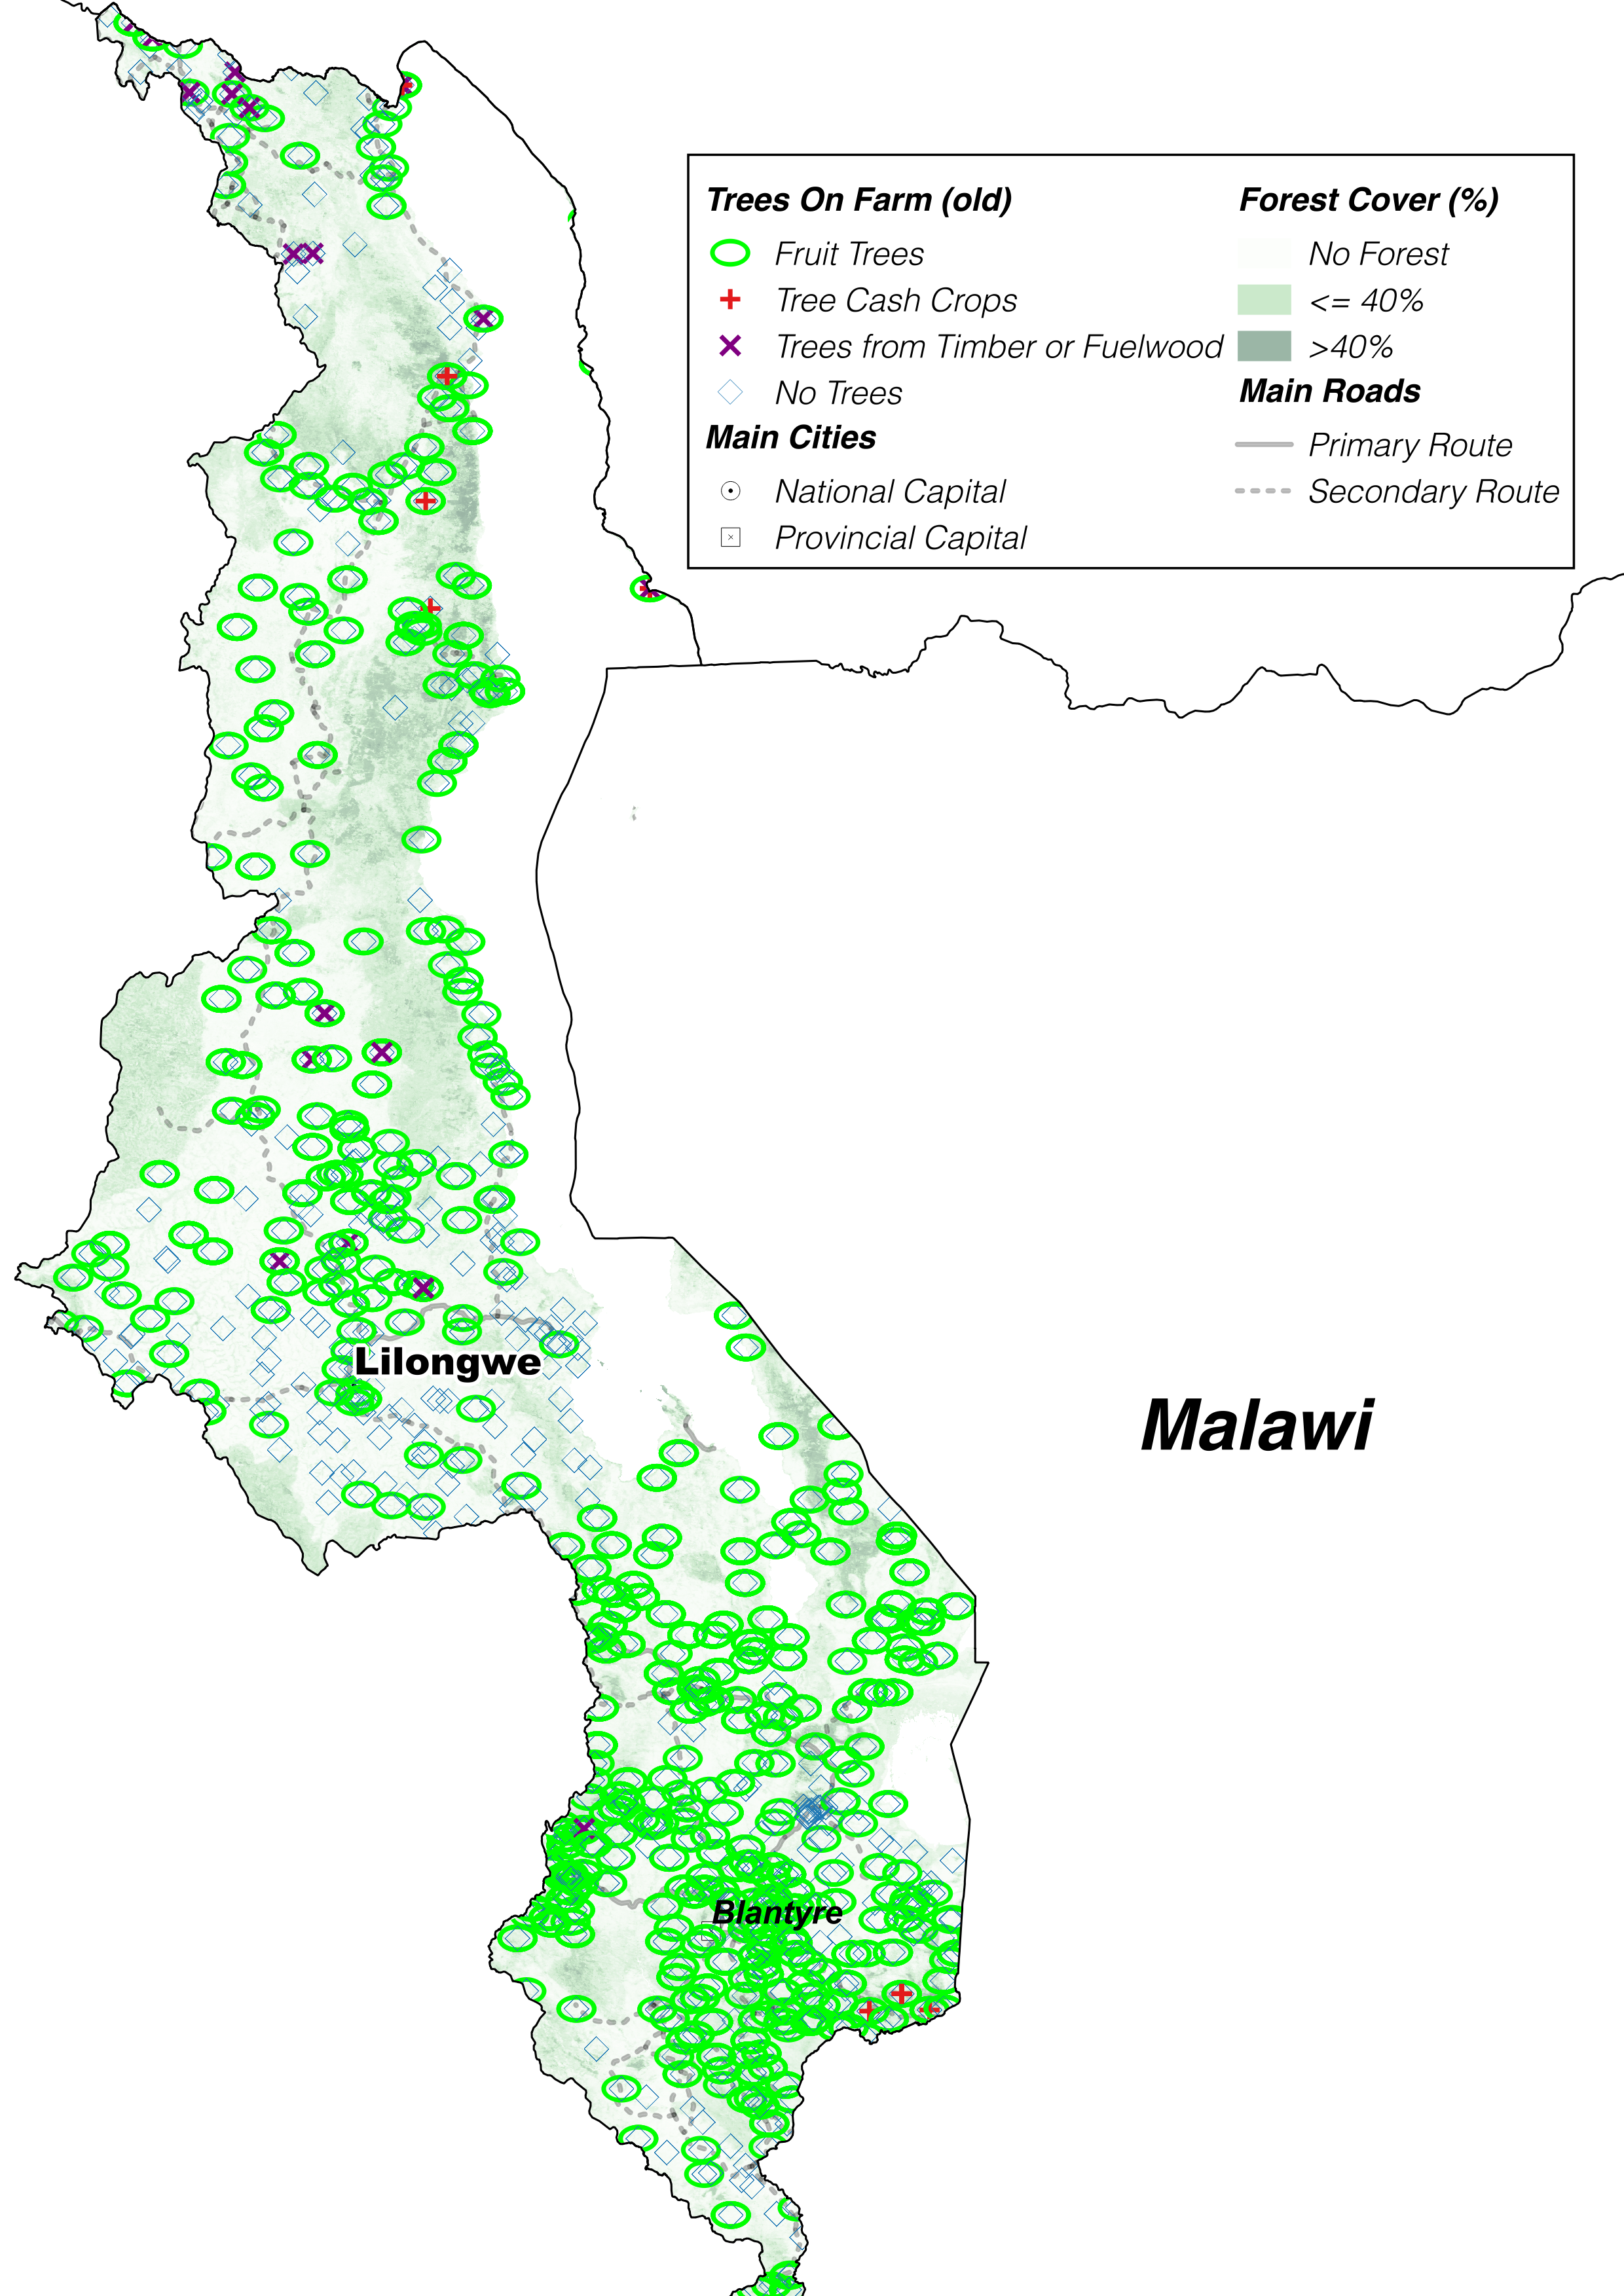 Trees On Farm (old)
Fruit Trees
Tree Cash Crops
Trees from Timber or Fuelwood
No Trees
Main Cities
National Capital
Provincial Capital
Forest Cover (%)
No Forest
<= 40%
>40%
Main Roads
Primary Route
Secondary Route
Lilongwe
Malawi
Blantyre